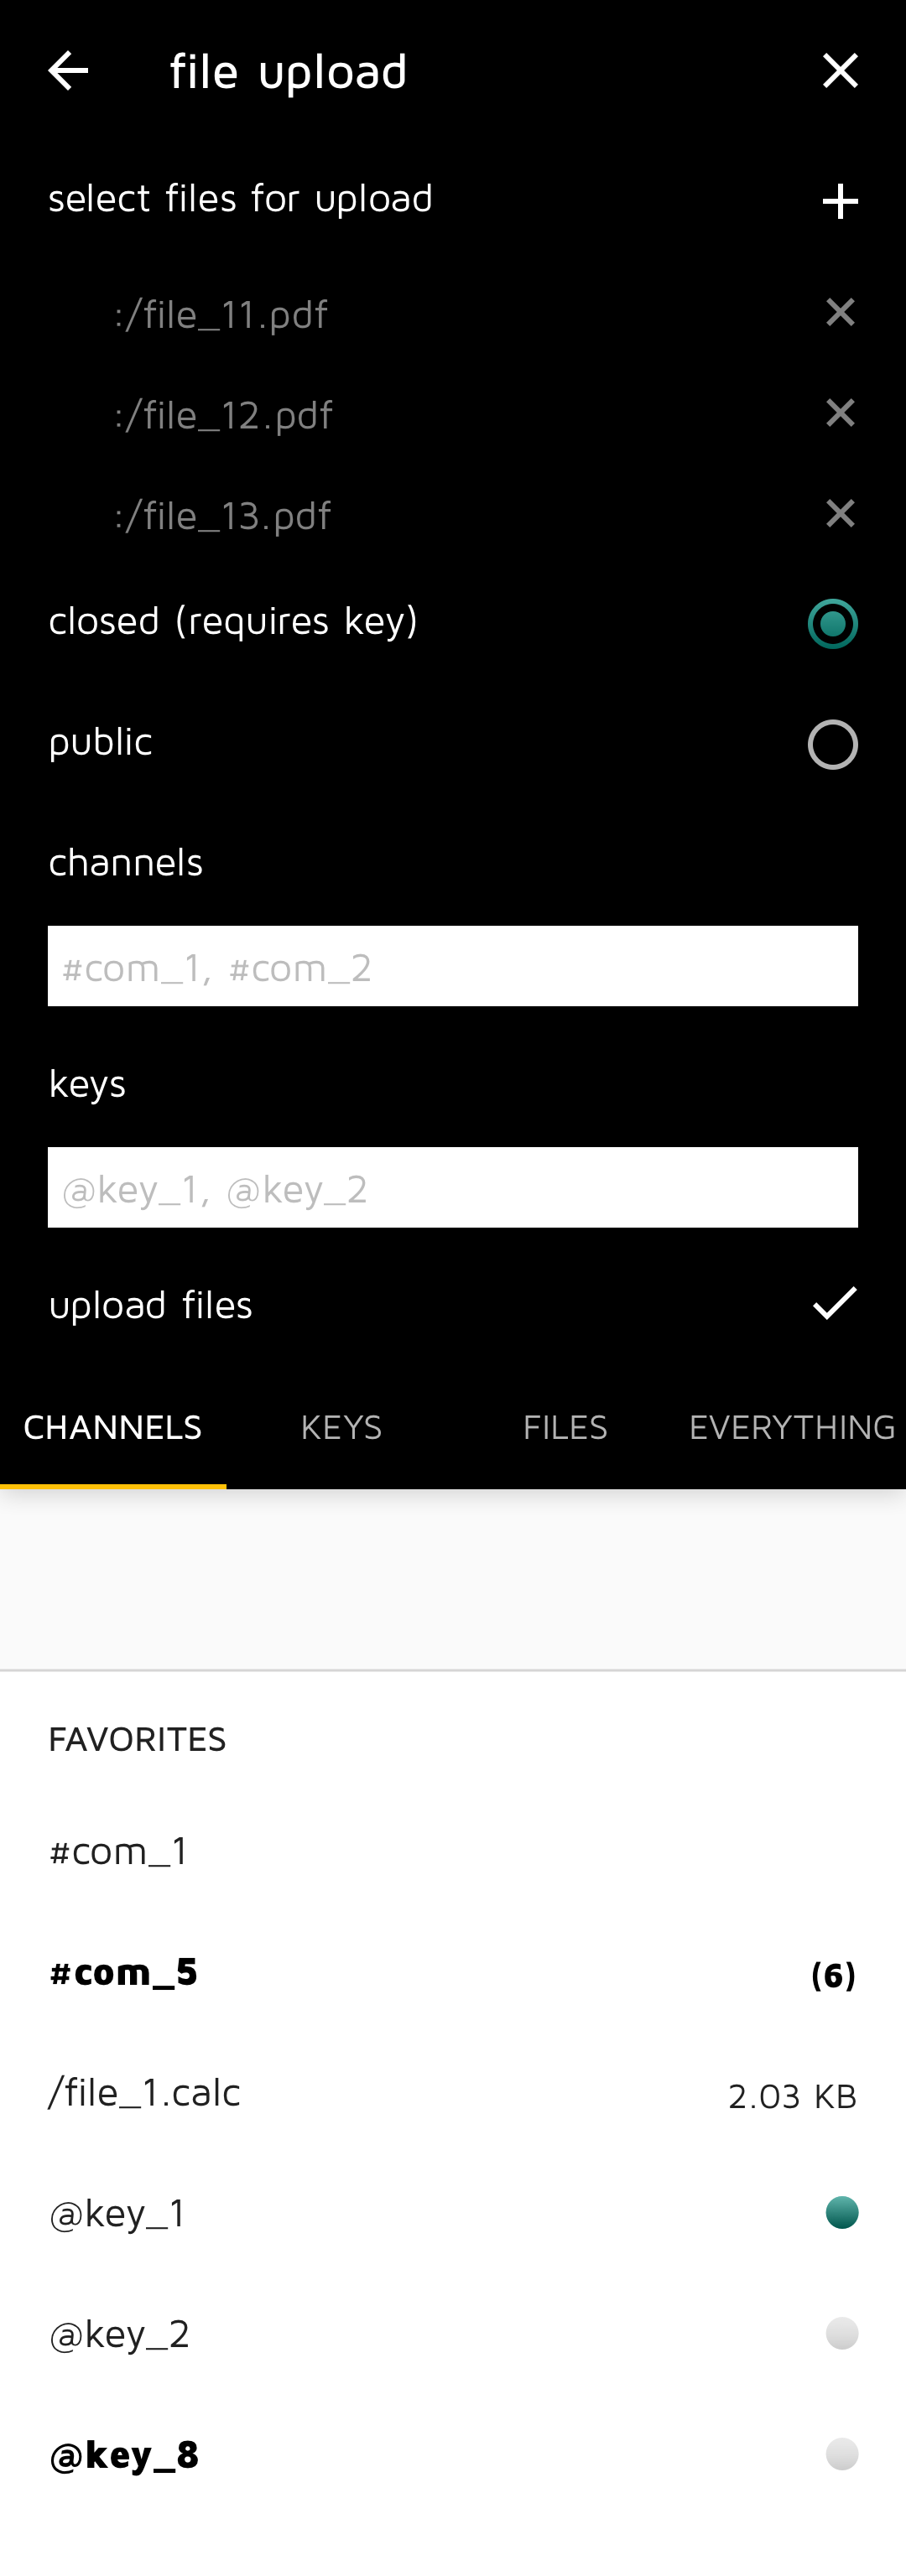 file upload
select files for upload
:/file_11.pdf
:/file_12.pdf
:/file_13.pdf
closed (requires key)
public
channels
#com_1, #com_2
keys
@key_1, @key_2
upload files
CHANNELS KEYS FILES EVERYTHING
FAVORITES
#com_1
#com_5 (6)
/file_1.calc 2.03 KB
@key_1
@key_2
@key_8